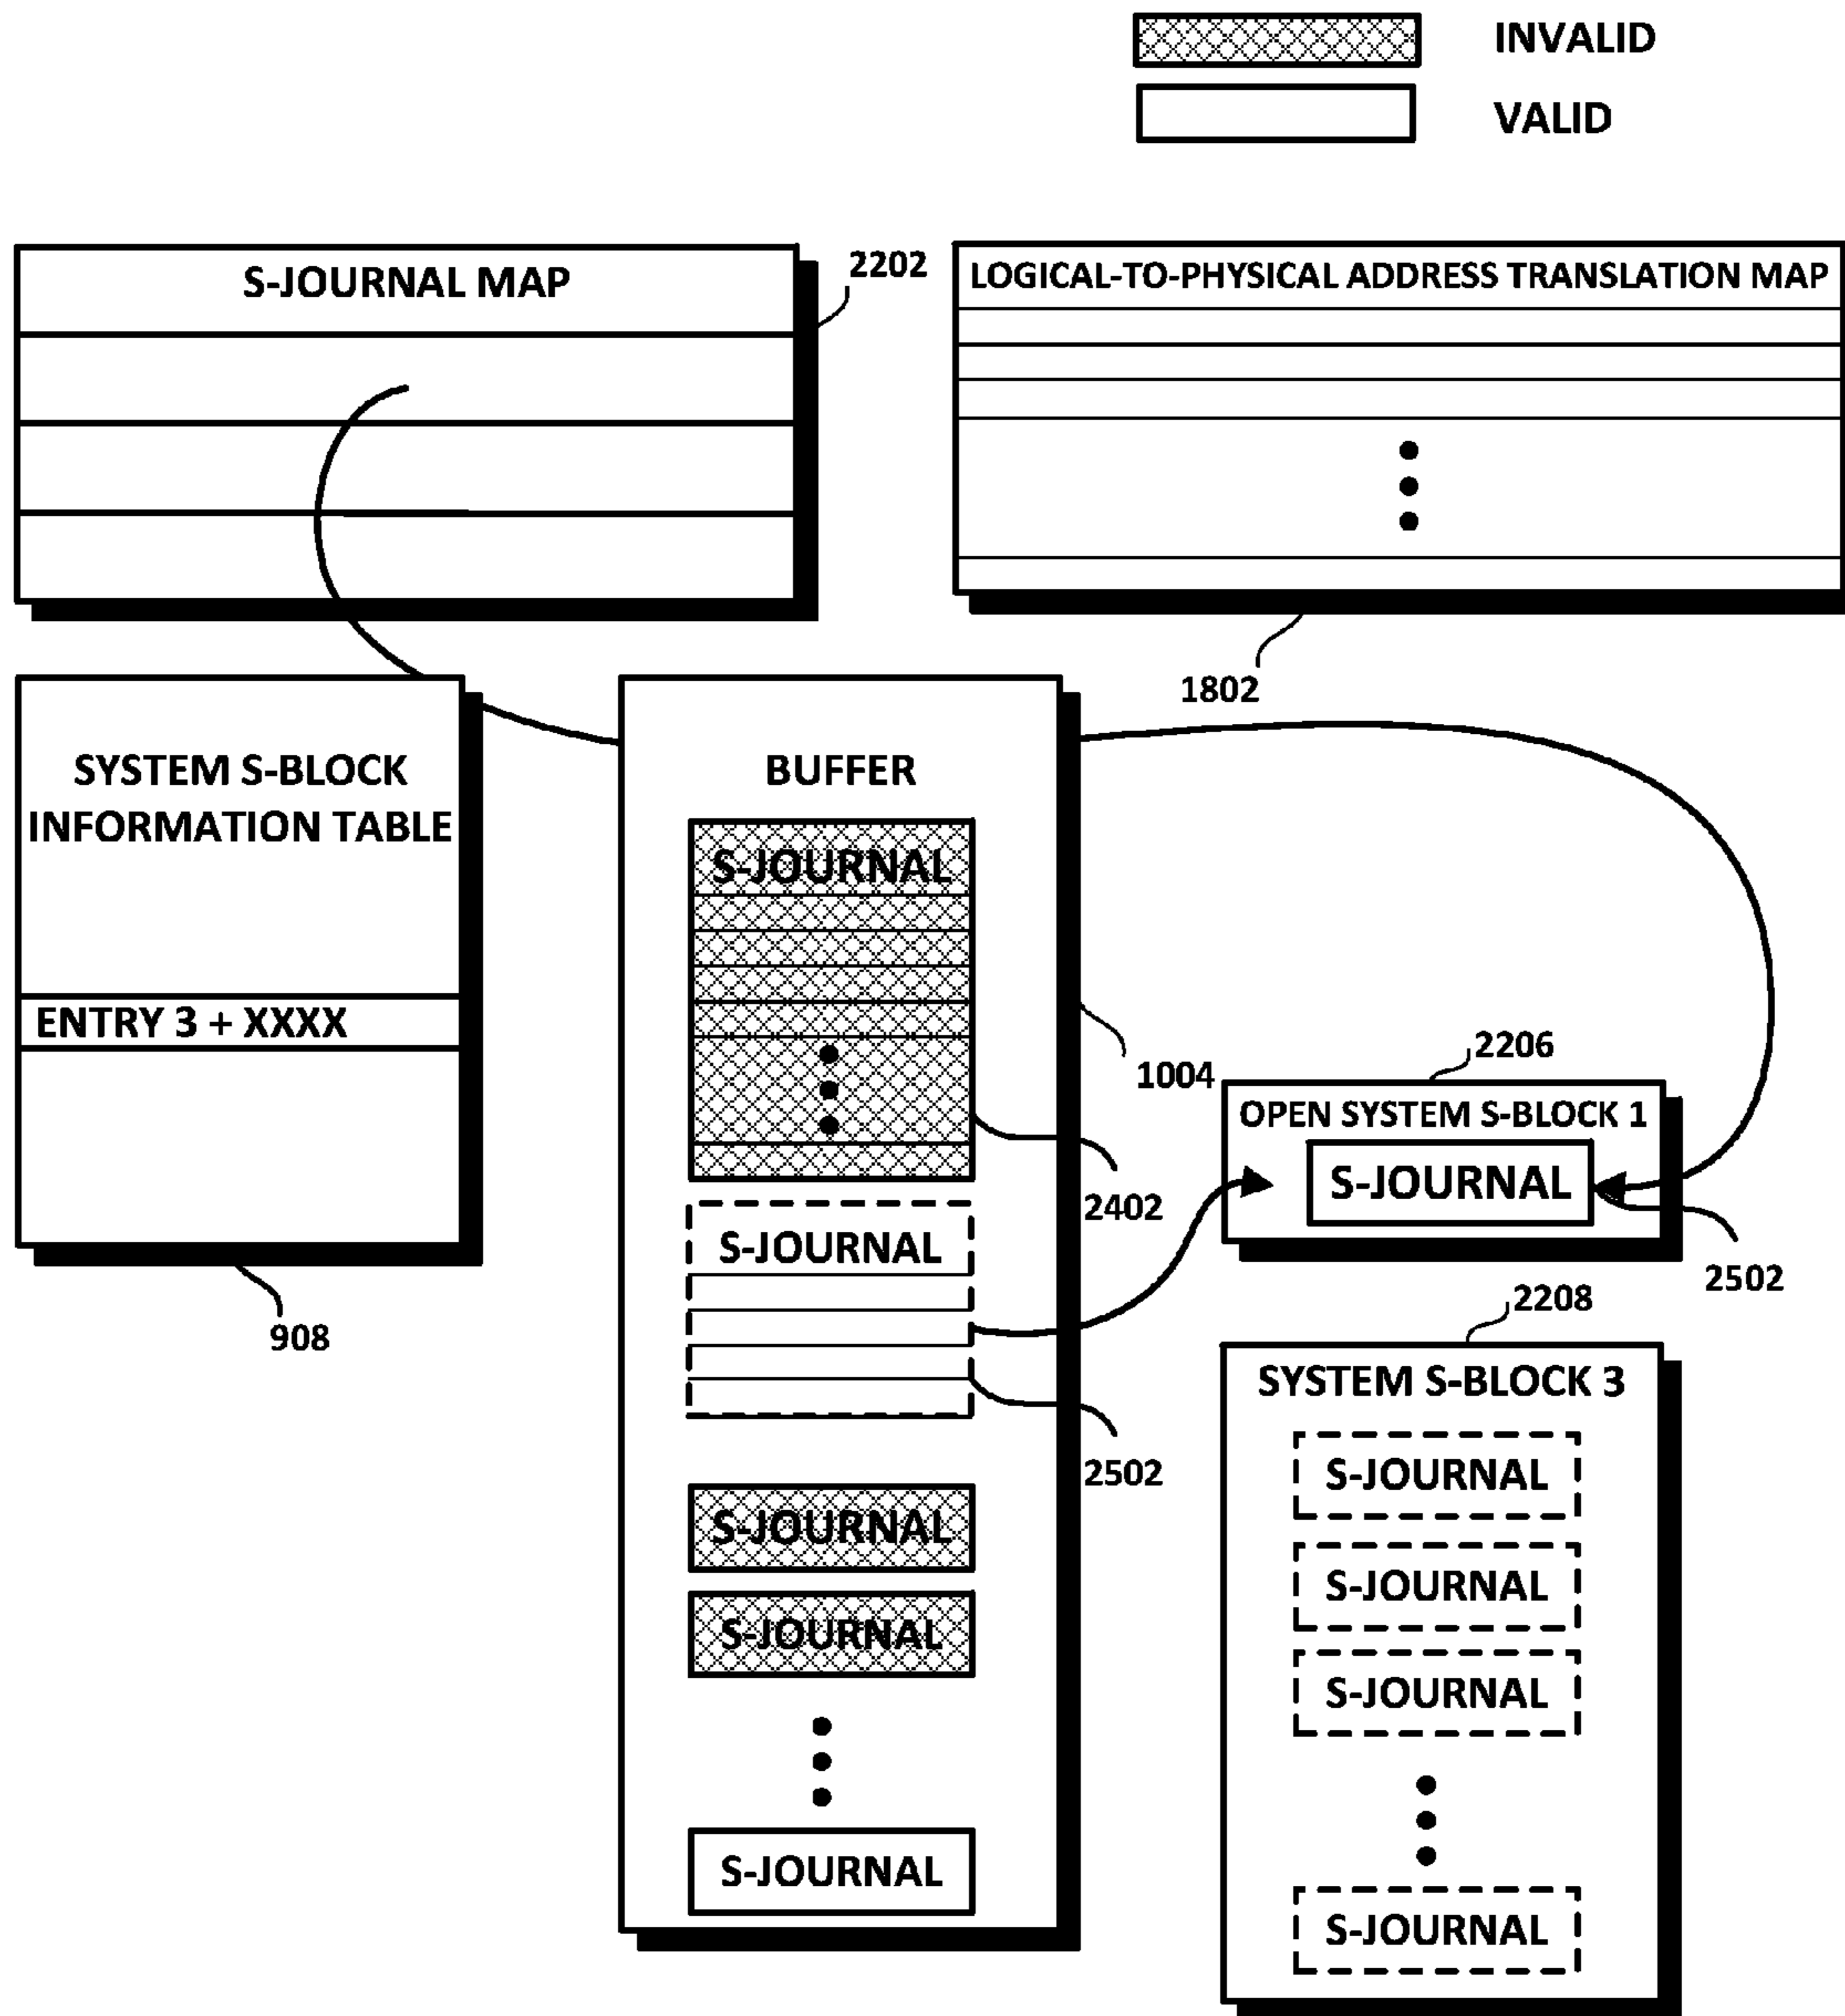 INVALID
VALID
S-JOURNAL MAP
2202
LOGICAL-TO-PHYSICAL ADDRESS TRANSLATION MAP
1802
SYSTEM S-BLOCK
INFORMATION TABLE
ENTRY 3 + XXXX
908
BUFFER
S-JOURNAL
1004
2402
S-JOURNAL
2502
S-JOURNAL
S-JOURNAL
S-JOURNAL
2206
OPEN SYSTEM S-BLOCK 1
S-JOURNAL
2502
2208
SYSTEM S-BLOCK 3
S-JOURNAL
S-JOURNAL
S-JOURNAL
S-JOURNAL